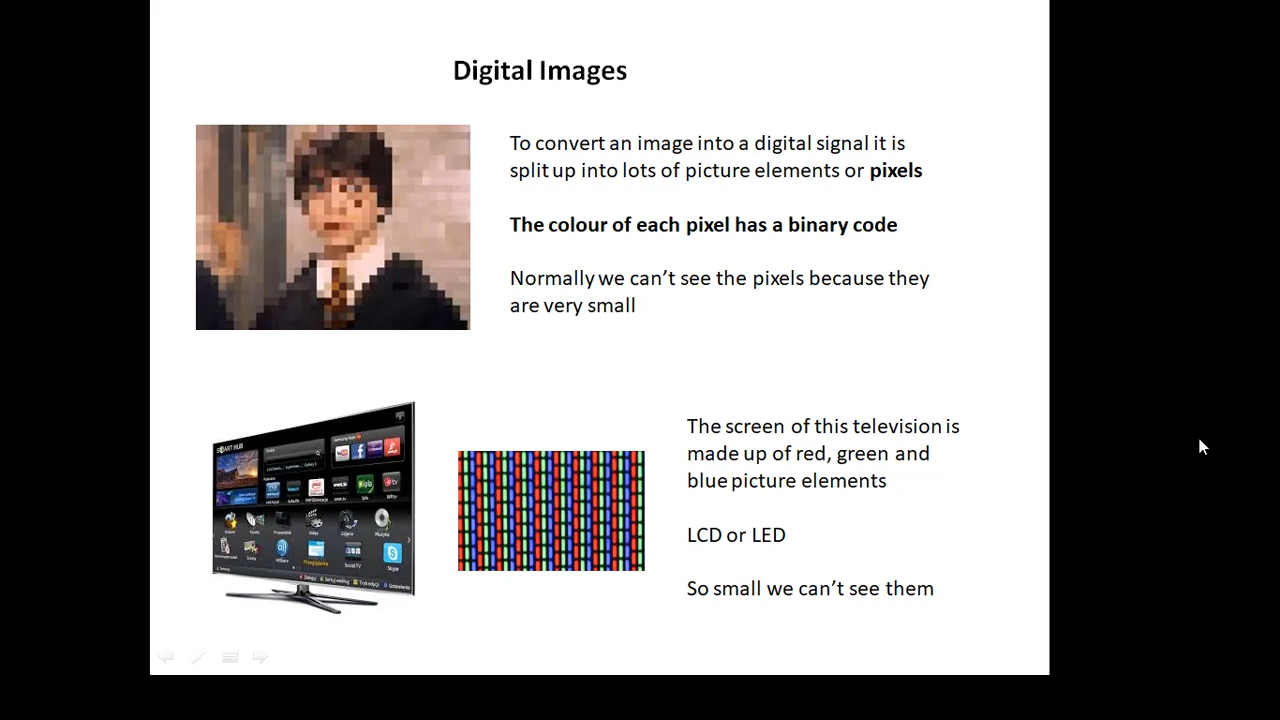 Digital Images
To convert an image into a digital signal it is
split up into lots of picture elements or pixels
The colour of each pixel has a binary code
Normally we can't see the pixels because they
are very small
SMART HUB
The screen of this television is
made up of red, green and
blue picture elements
LCD or LED
So small we can't see them